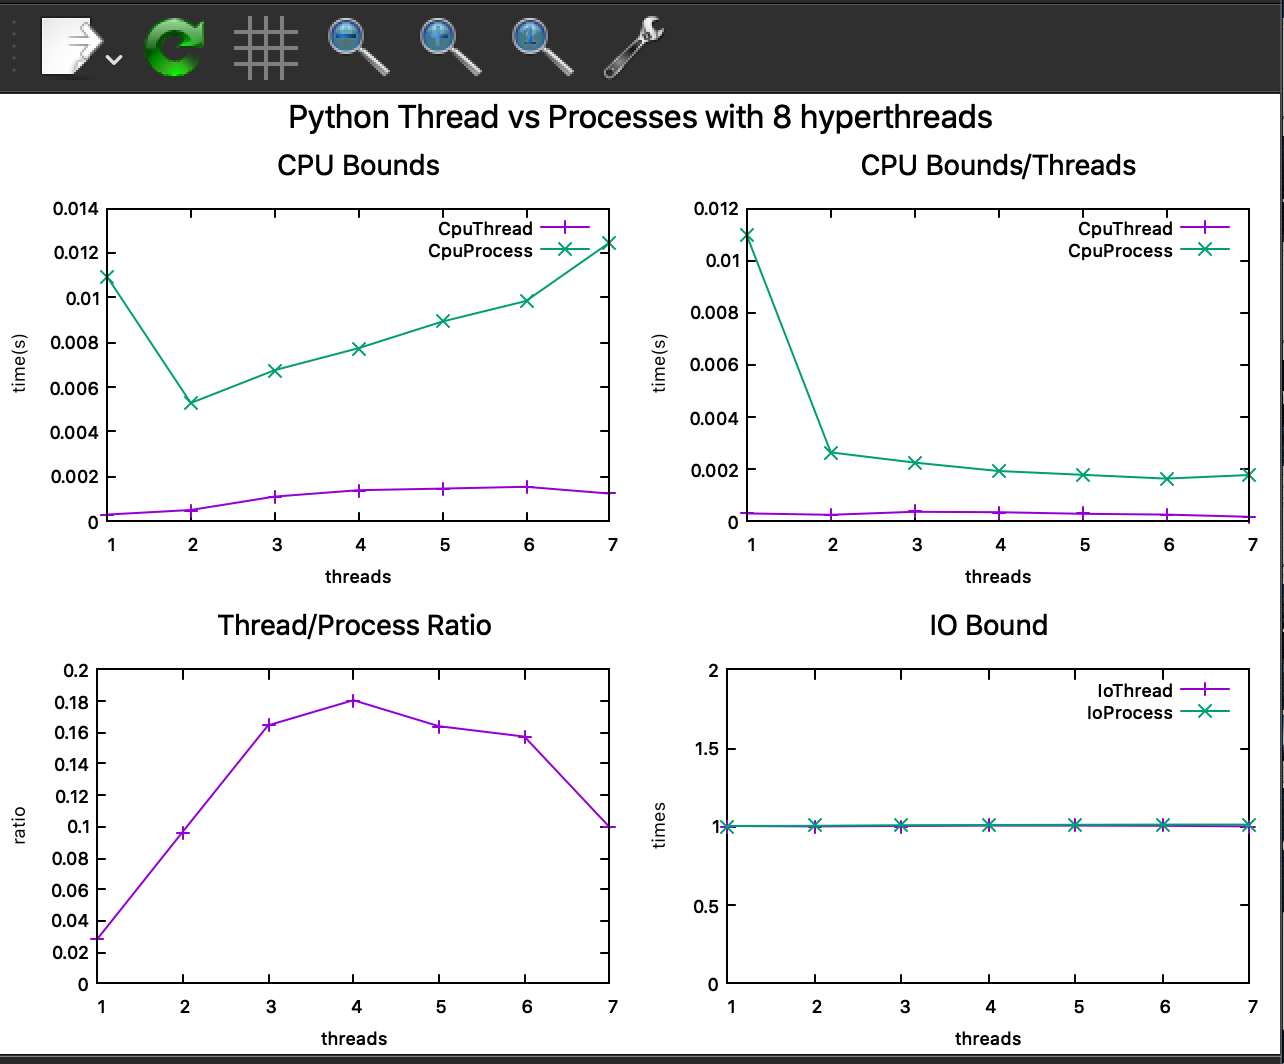 Python Thread vs Processes with 8 hyperthreads
CPU Bounds
0.014
0.012
0.01
0.008
0.006
0.004
0.002
0
time(s)
CpuThread
CpuProcess
1 2 3 4 5 6 7
threads
CPU Bounds/Threads
0.012
0.01
0.008
0.006
0.004
0.002
0
time(s)
CpuThread
CpuProcess
1 2 3 4 5 6 7
threads
Thread/Process Ratio
0.2
0.18
0.16
0.14
0.12
0.1
0.08
0.06
0.04
0.02
0
ratio
1 2 3 4 5 6 7
threads
IO Bound
2
1.5
1
0.5
0
times
IoThread
IoProcess
1 2 3 4 5 6 7
threads